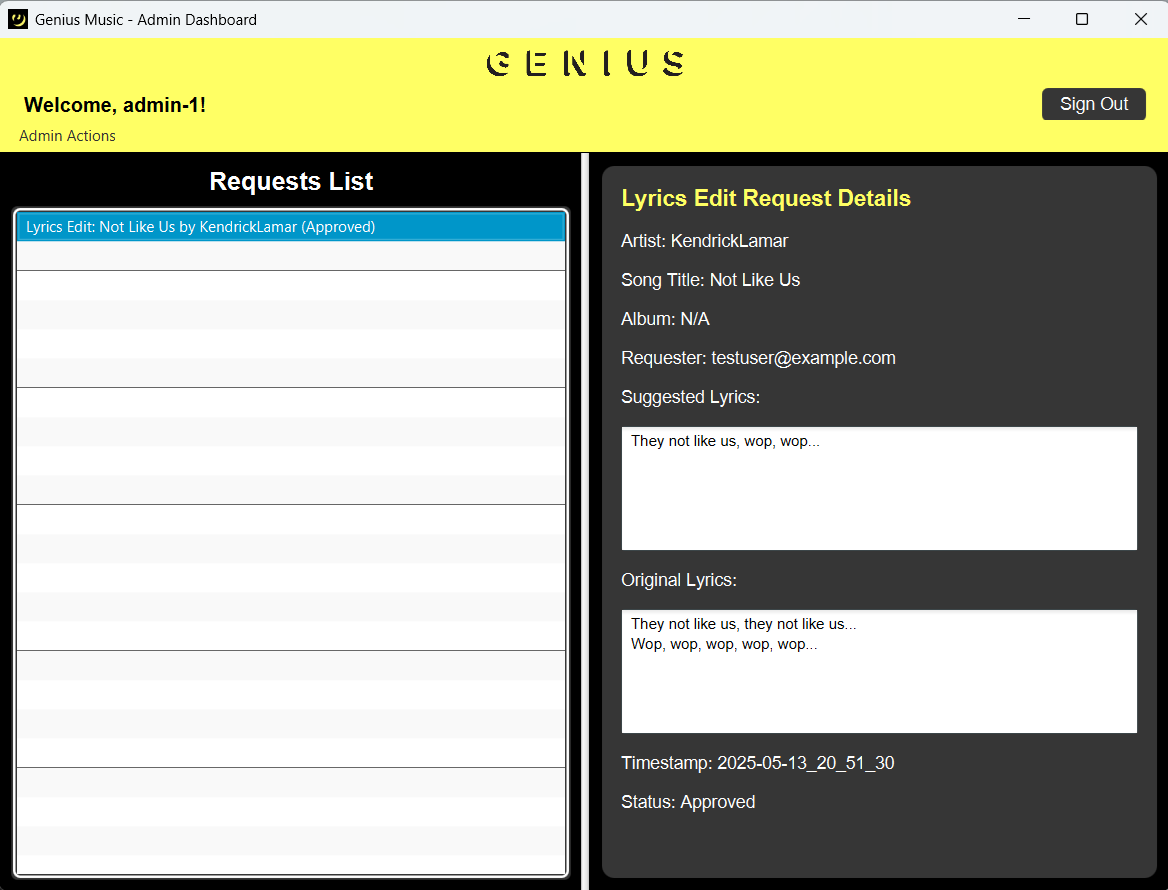 Genius Music - Admin Dashboard
GENIUS
Welcome, admin-1!
Sign Out
Admin Actions
Requests List
Lyrics Edit: Not Like Us by KendrickLamar (Approved)
Lyrics Edit Request Details
Artist: KendrickLamar
Song Title: Not Like Us
Album: N/A
Requester: testuser@example.com
Suggested Lyrics:
They not like us, wop, wop...
Original Lyrics:
They not like us, they not like us...
Wop, wop, wop, wop, wop...
Timestamp: 2025-05-13_20_51_30
Status: Approved